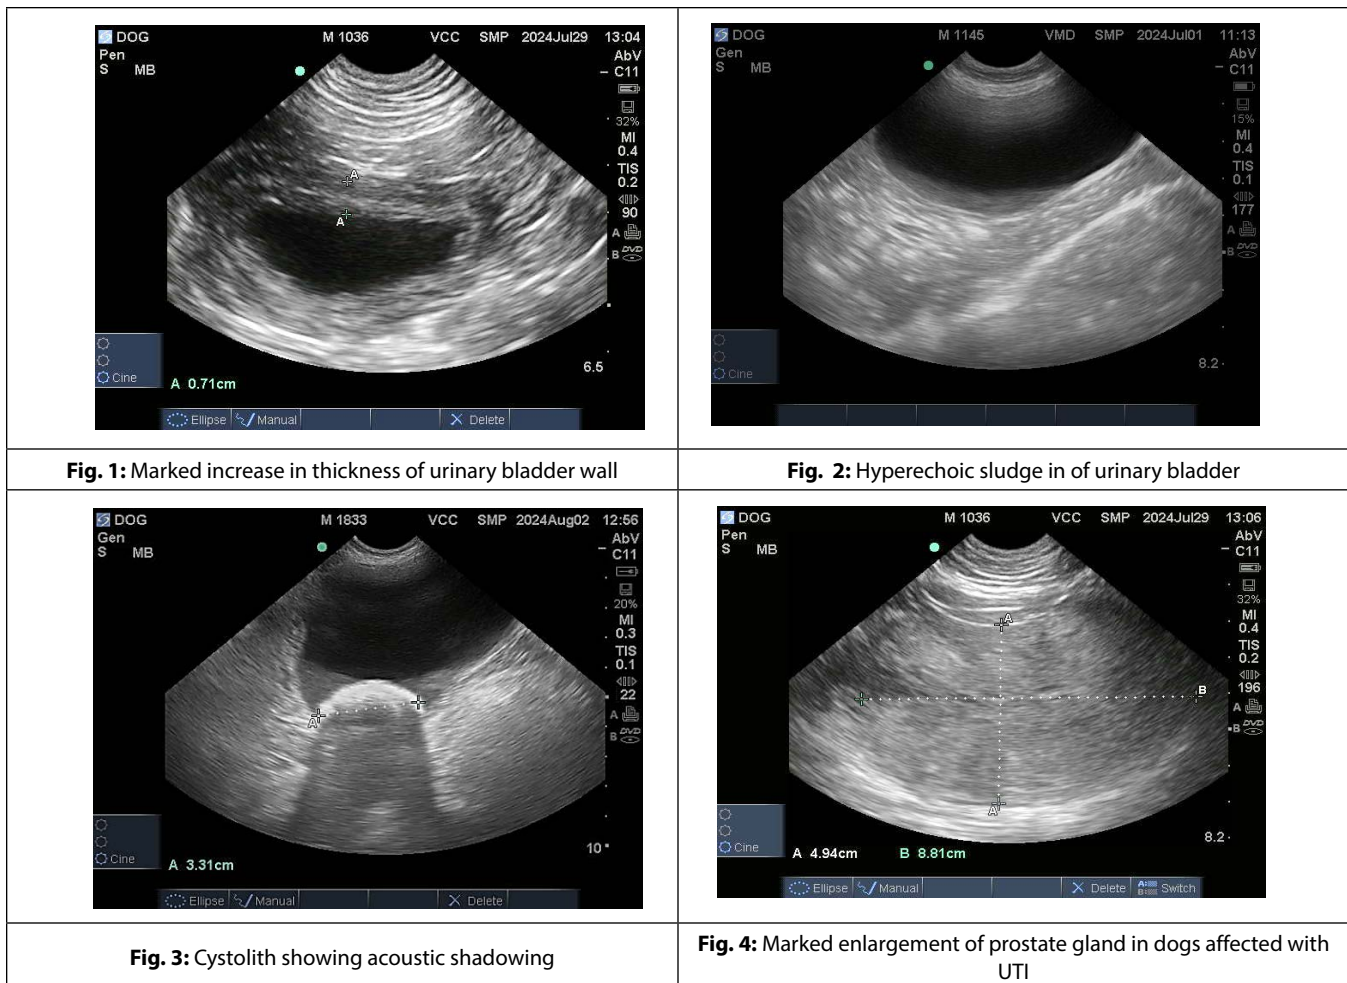 DOG M 1036 VCC SMP 2024Jul29 13:04
Pen AbV
S MB C11
32%
MI
0.4
TIS
0.2
90
A
B DVD
A
A
6.5
Cine
A 0.71cm
Ellipse Manual Delete
Fig. 1: Marked increase in thickness of urinary bladder wall
DOG M 1145 VMD SMP 2024Jul01 11:13
Gen AbV
S MB C11
15%
MI
0.4
TIS
0.1
177
A
B DVD
8.2
Cine
Fig. 2: Hyperechoic sludge in of urinary bladder
DOG M 1833 VCC SMP 2024Aug02 12:56
Gen AbV
S MB C11
20%
MI
0.3
TIS
0.1
22
A
B DVD
A
10
Cine
A 3.31cm
Ellipse Manual Delete
Fig. 3: Cystolith showing acoustic shadowing
DOG M 1036 VCC SMP 2024Jul29 13:06
Pen AbV
S MB C11
32%
MI
0.4
TIS
0.2
196
A
B DVD
A
B
A
8.2
Cine
A 4.94cm B 8.81cm
Ellipse Manual Delete A: B: Switch
Fig. 4: Marked enlargement of prostate gland in dogs affected with
UTI